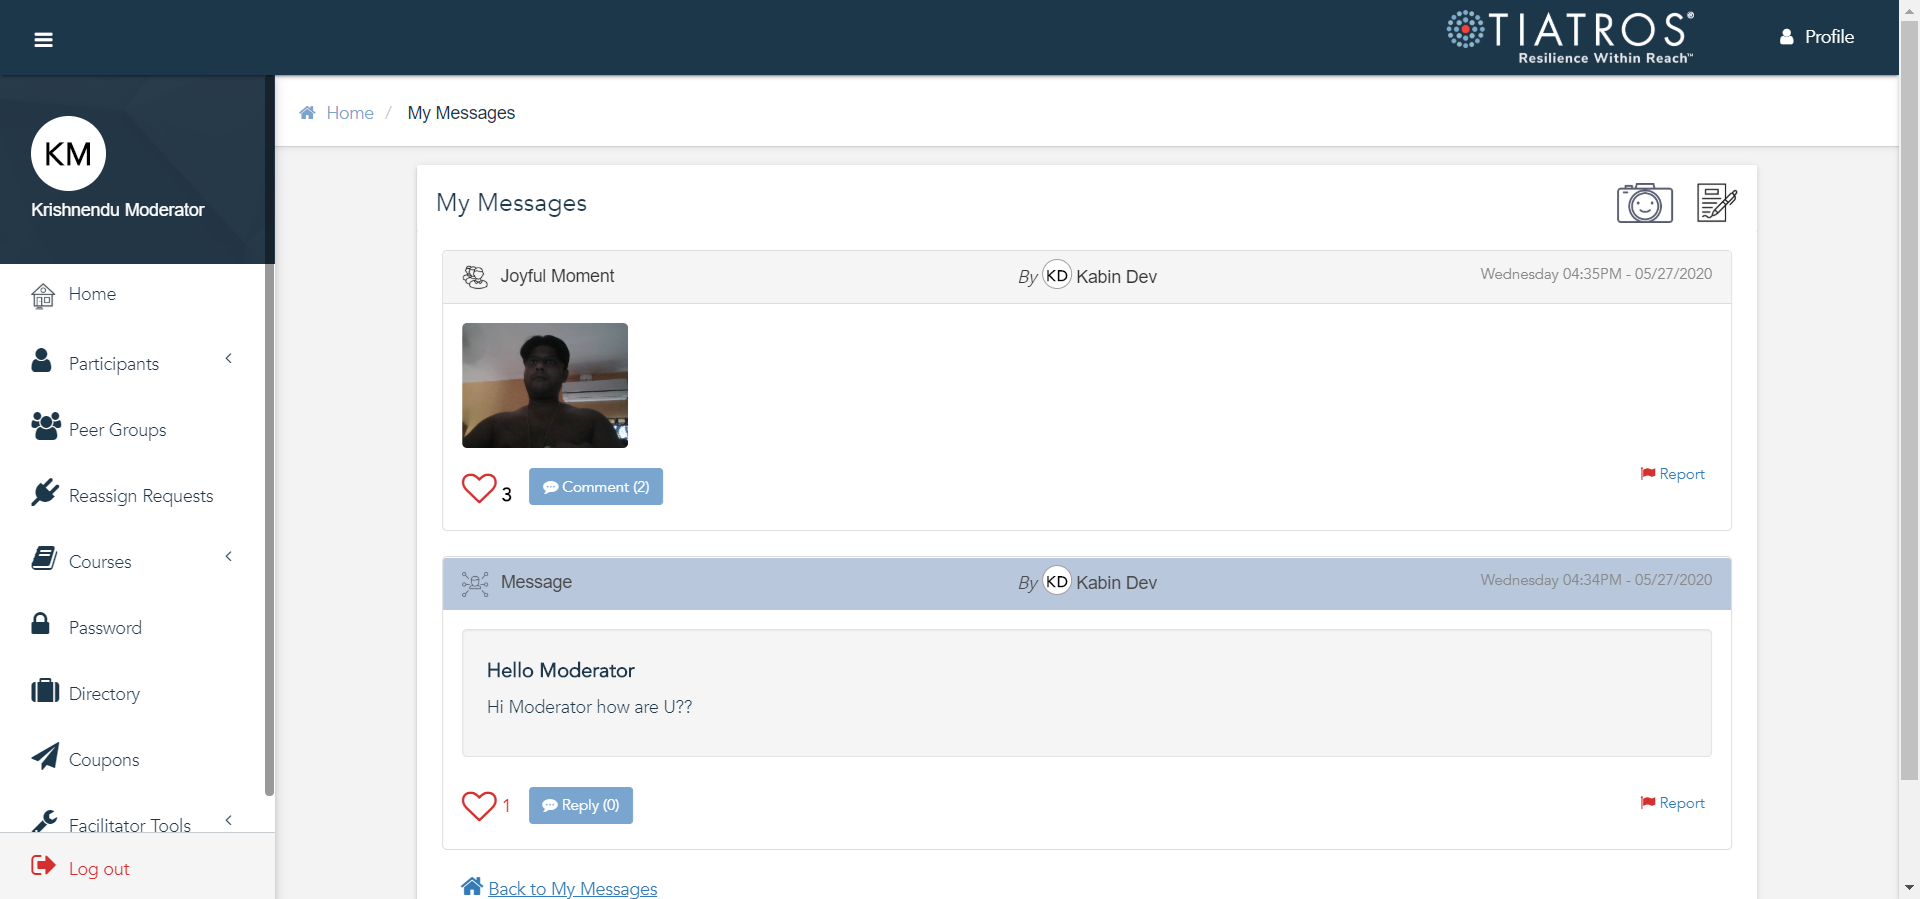 TIATROS®
Resilience Within Reach™
Profile
KM
Krishnendu Moderator
Home
Participants
Peer Groups
Reassign Requests
Courses
Password
Directory
Coupons
Facilitator Tools
Log out
Home / My Messages
My Messages
Joyful Moment By KD Kabin Dev Wednesday 04:35PM - 05/27/2020
3 Comment (2) Report
Message By KD Kabin Dev Wednesday 04:34PM - 05/27/2020
Hello Moderator
Hi Moderator how are U??
1 Reply (0) Report
Back to My Messages